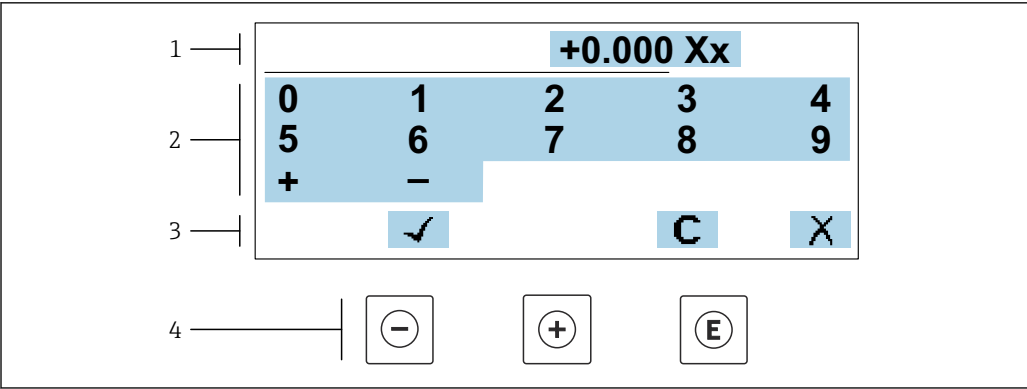 1 +0.000 Xx
0 1 2 3 4
2 5 6 7 8 9
+ −
3 ✓ C X
4 − + E